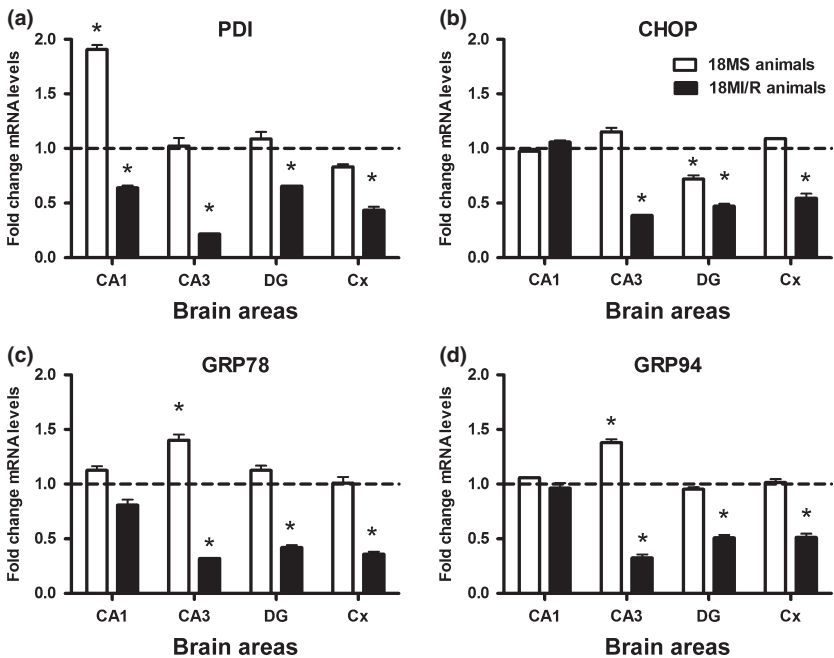 (a)
PDI
Fold change mRNA levels
2.0
1.5
1.0
0.5
0.0
*
*
*
*
*
CA1
CA3
DG
Cx
Brain areas
(b)
CHOP
18MS animals
18MI/R animals
Fold change mRNA levels
2.0
1.5
1.0
0.5
0.0
*
*
*
*
CA1
CA3
DG
Cx
Brain areas
(c)
GRP78
Fold change mRNA levels
2.0
1.5
1.0
0.5
0.0
*
*
*
*
CA1
CA3
DG
Cx
Brain areas
(d)
GRP94
Fold change mRNA levels
2.0
1.5
1.0
0.5
0.0
*
*
*
*
CA1
CA3
DG
Cx
Brain areas